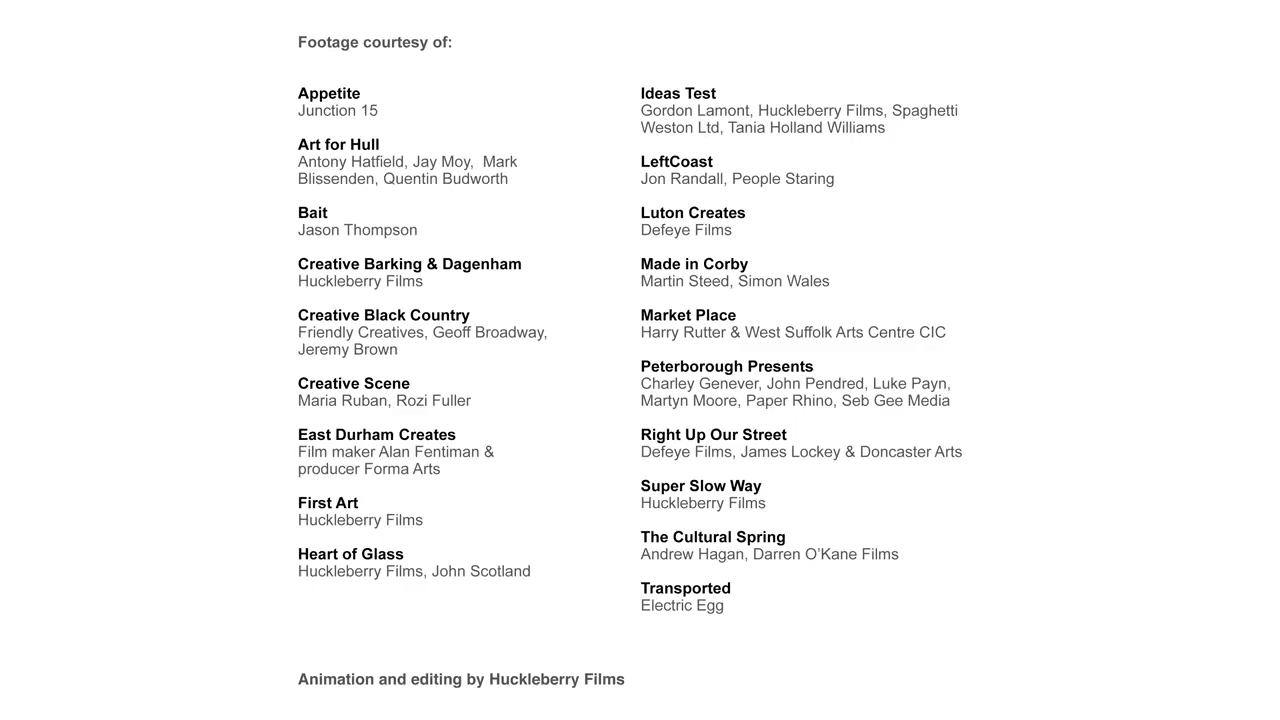 Footage courtesy of:
Appetite
Junction 15
Art for Hull
Antony Hatfield, Jay Moy,  Mark
Blissenden, Quentin Budworth
Bait
Jason Thompson
Creative Barking & Dagenham
Huckleberry Films
Creative Black Country
Friendly Creatives, Geoff Broadway,
Jeremy Brown
Creative Scene
Maria Ruban, Rozi Fuller
East Durham Creates
Film maker Alan Fentiman &
producer Forma Arts
First Art
Huckleberry Films
Heart of Glass
Huckleberry Films, John Scotland
Ideas Test
Gordon Lamont, Huckleberry Films, Spaghetti
Weston Ltd, Tania Holland Williams
LeftCoast
Jon Randall, People Staring
Luton Creates
Defeye Films
Made in Corby
Martin Steed, Simon Wales
Market Place
Harry Rutter & West Suffolk Arts Centre CIC
Peterborough Presents
Charley Genever, John Pendred, Luke Payn,
Martyn Moore, Paper Rhino, Seb Gee Media
Right Up Our Street
Defeye Films, James Lockey & Doncaster Arts
Super Slow Way
Huckleberry Films
The Cultural Spring
Andrew Hagan, Darren O’Kane Films
Transported
Electric Egg
Animation and editing by Huckleberry Films